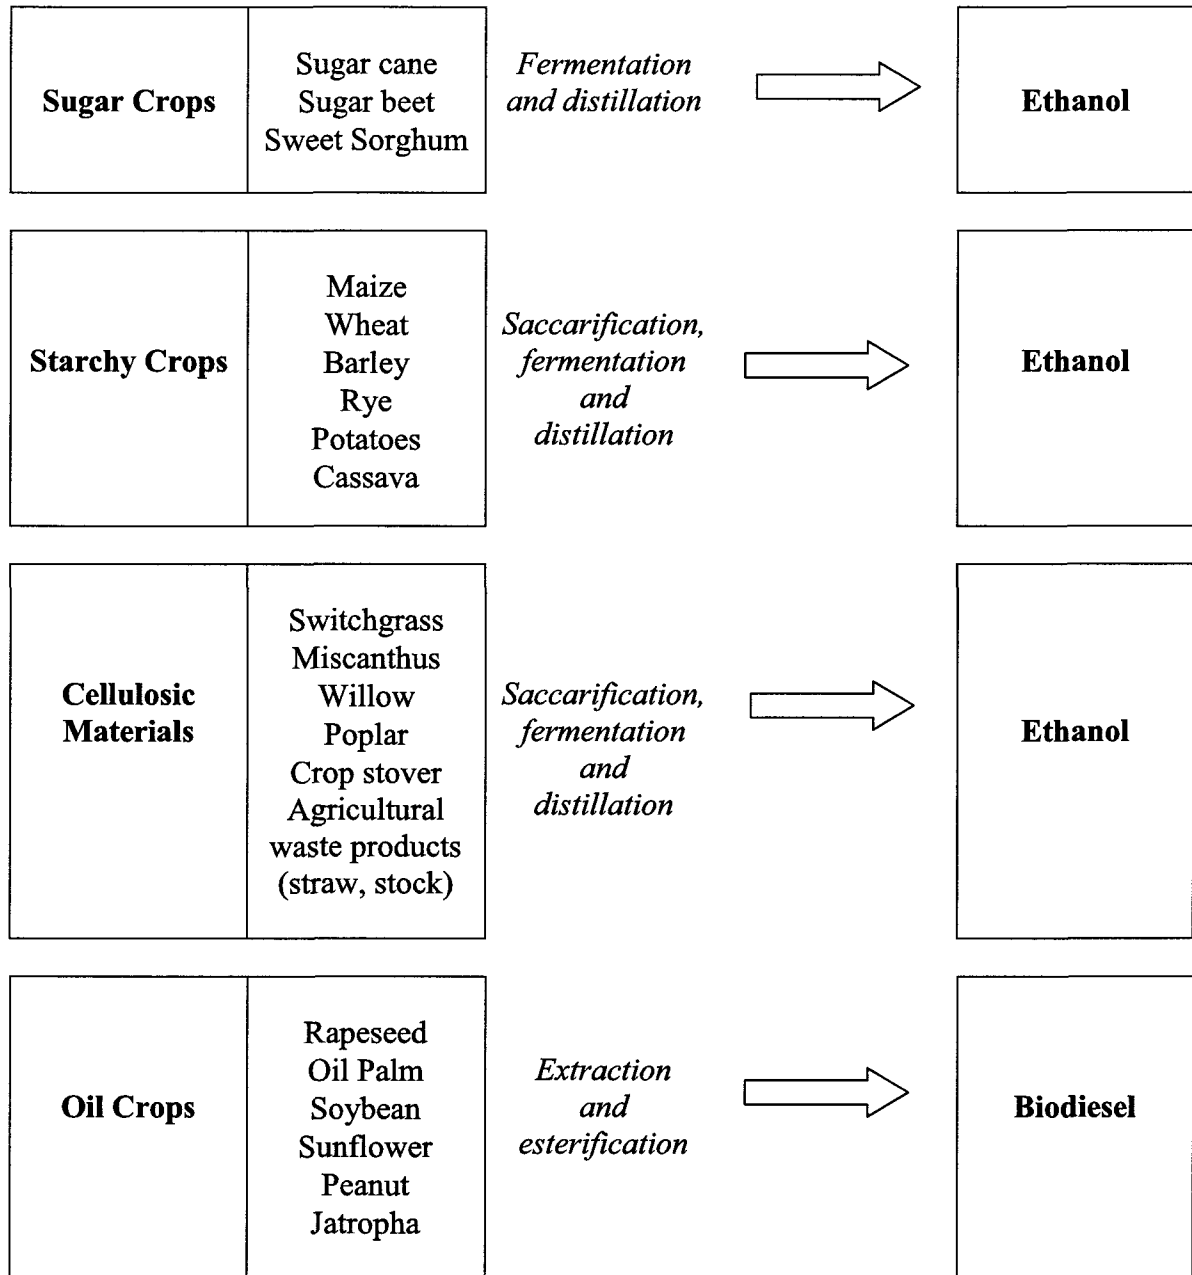 Sugar Crops
Sugar cane
Sugar beet
Sweet Sorghum
Fermentation
and distillation
Ethanol
Starchy Crops
Maize
Wheat
Barley
Rye
Potatoes
Cassava
Saccarification,
fermentation
and
distillation
Ethanol
Cellulosic
Materials
Switchgrass
Miscanthus
Willow
Poplar
Crop stover
Agricultural
waste products
(straw, stock)
Saccarification,
fermentation
and
distillation
Ethanol
Oil Crops
Rapeseed
Oil Palm
Soybean
Sunflower
Peanut
Jatropha
Extraction
and
esterification
Biodiesel